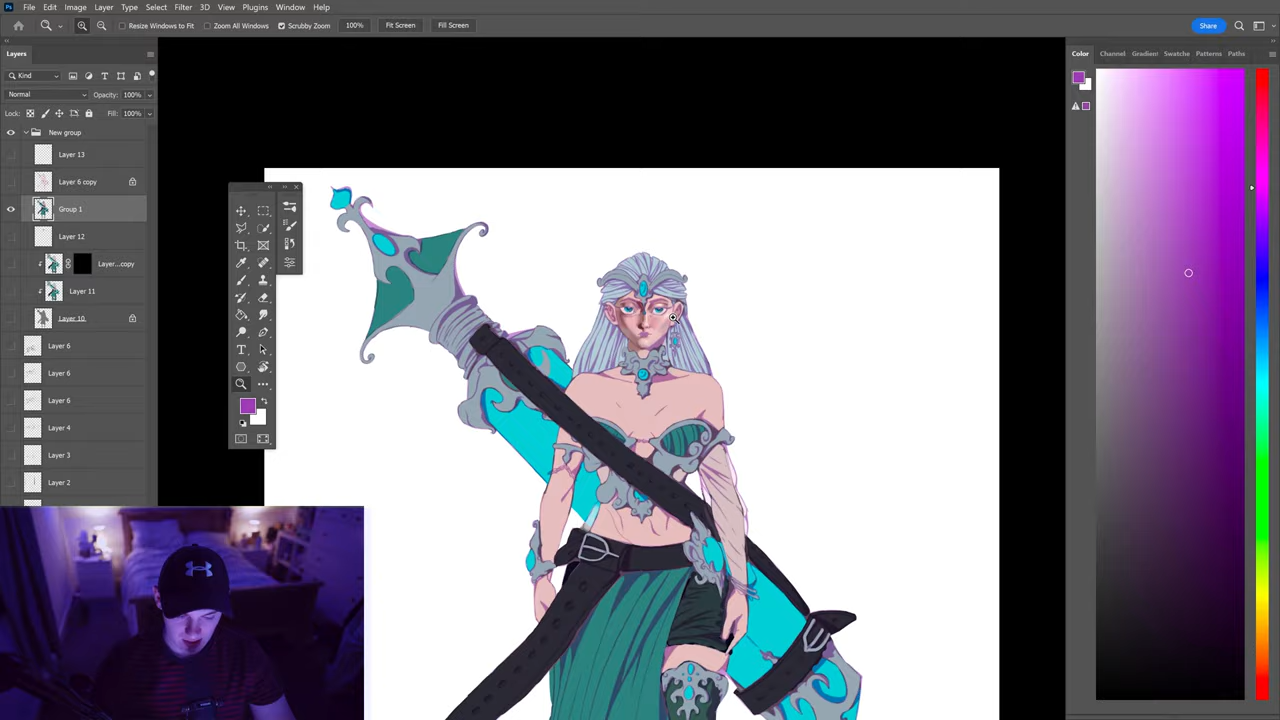 Ps File Edit Image Layer Type Select Filter 3D View Plugins Window Help
Resize Windows to Fit Zoom All Windows Scrubby Zoom 100% Fit Screen Fill Screen Share
Layers
Kind
Normal Opacity: 100%
Lock: Fill: 100%
New group
Layer 13
Layer 6 copy
Group 1
Layer 12
Layer...copy
Layer 11
Layer 10
Layer 6
Layer 6
Layer 6
Layer 4
Layer 3
Layer 2
T
Color Channel Gradient Swatche Patterns Paths